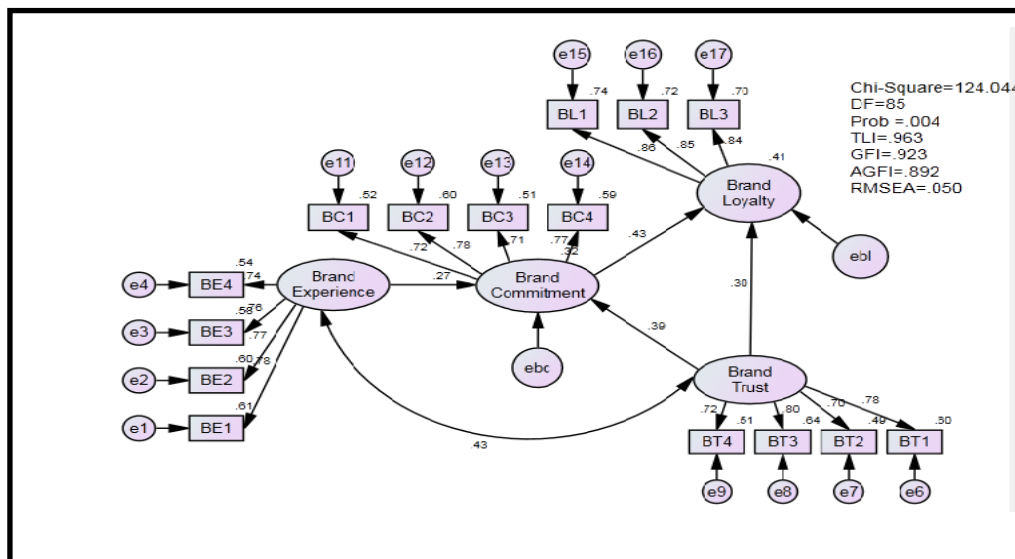 e15 e16 e17
.74 .72 .70
BL1 BL2 BL3
.86 .85 .84
Chi-Square=124.044
DF=85
Prob =.004
TLI=.963
GFI=.923
AGFI=.892
RMSEA=.050
.41
Brand
Loyalty
e11 e12 e13 e14
.52 .60 .51 .59
BC1 BC2 BC3 BC4
.72 .78 .71 .77
.32
.43
ebl
.54
e4 BE4 .74
Brand
Experience
.27
Brand
Commitment
.30
.58 .76
e3 BE3
.77
.39
.60 .78
e2 BE2
ebc
Brand
Trust
.61
e1 BE1
.43
.72 .80 .70 .78
.51 .64 .49 .60
BT4 BT3 BT2 BT1
e9 e8 e7 e6